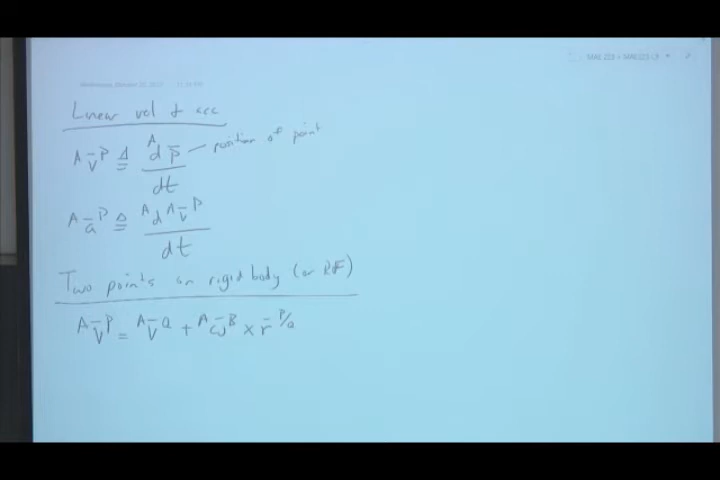 Linear vel & acc
ᴬv̄ᴾ ≜ ᴬd p̄ / dt — position of point
ᴬāᴾ ≜ ᴬd ᴬv̄ᴾ / dt
Two points on rigid body (or RF)
ᴬv̄ᴾ = ᴬv̄Q + ᴬω̄ᴮ × r̄ P/Q